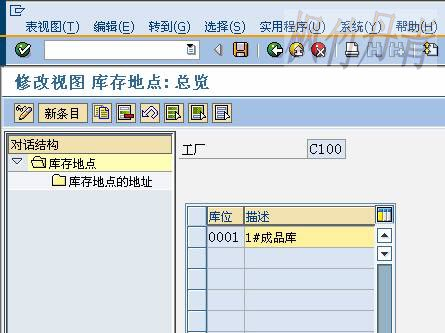 表视图(T) 编辑(E) 转到(G) 选择(S) 实用程序(U) 系统(Y) 帮助(H)
修改视图 库存地点: 总览
新条目
对话结构
库存地点
库存地点的地址
工厂 C100
库位 描述
0001 1#成品库